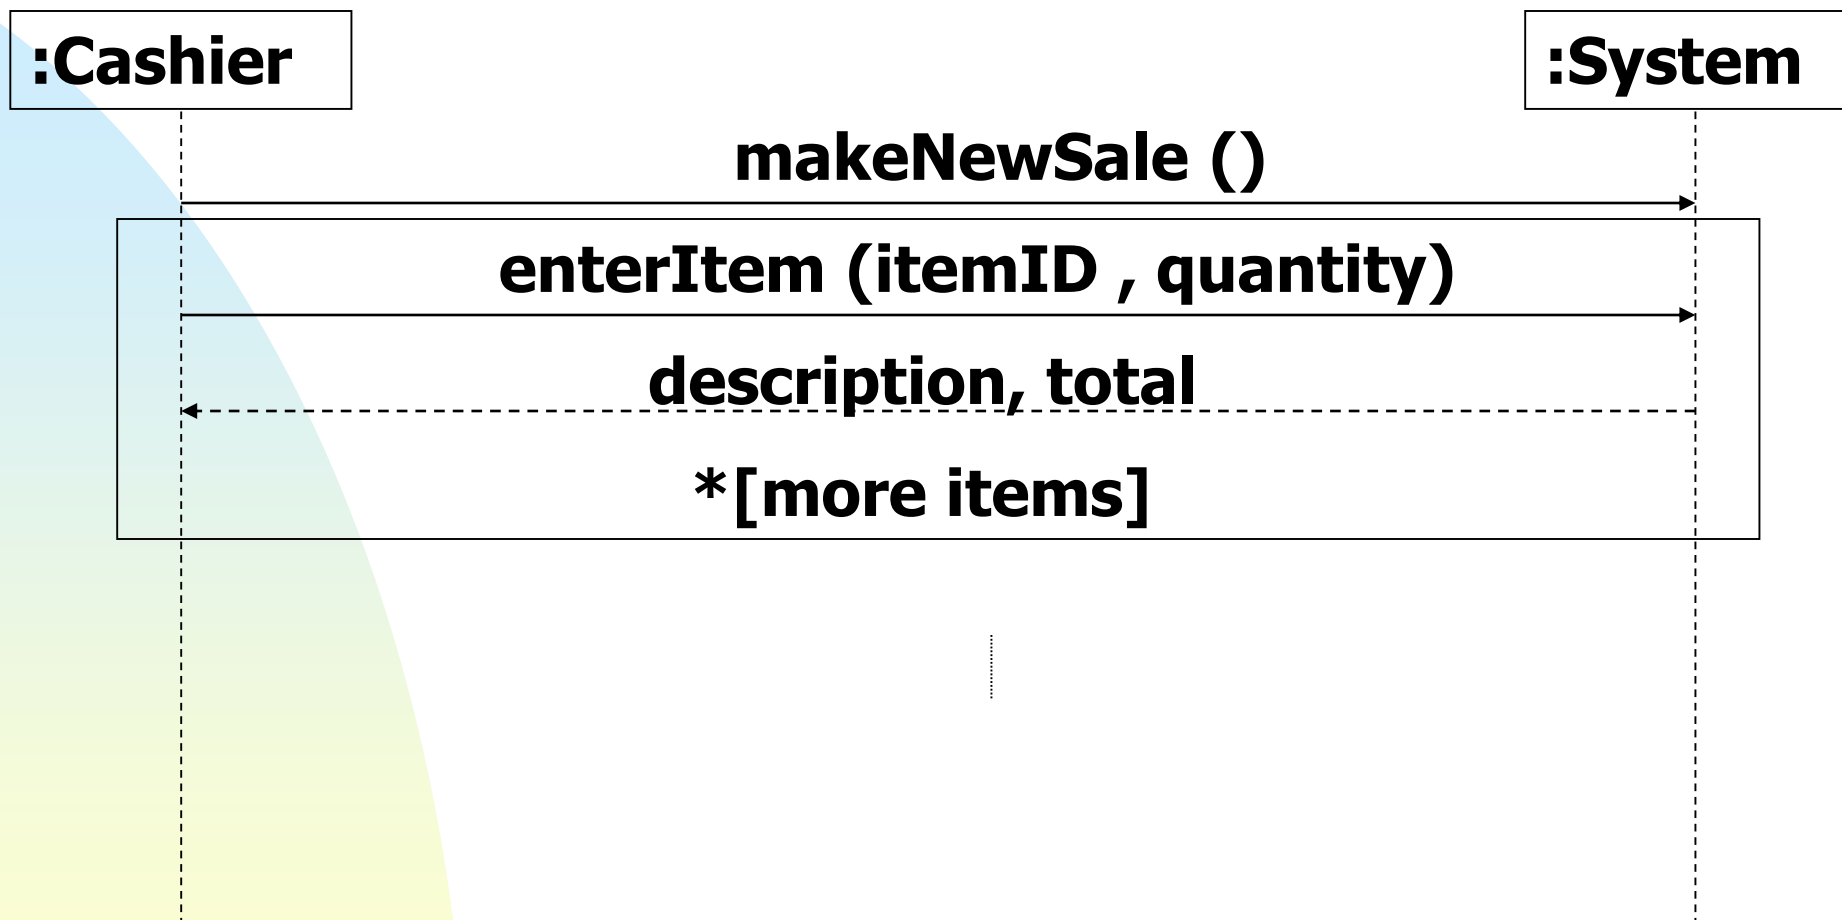 :Cashier
:System
makeNewSale ()
enterItem (itemID , quantity)
description, total
*[more items]